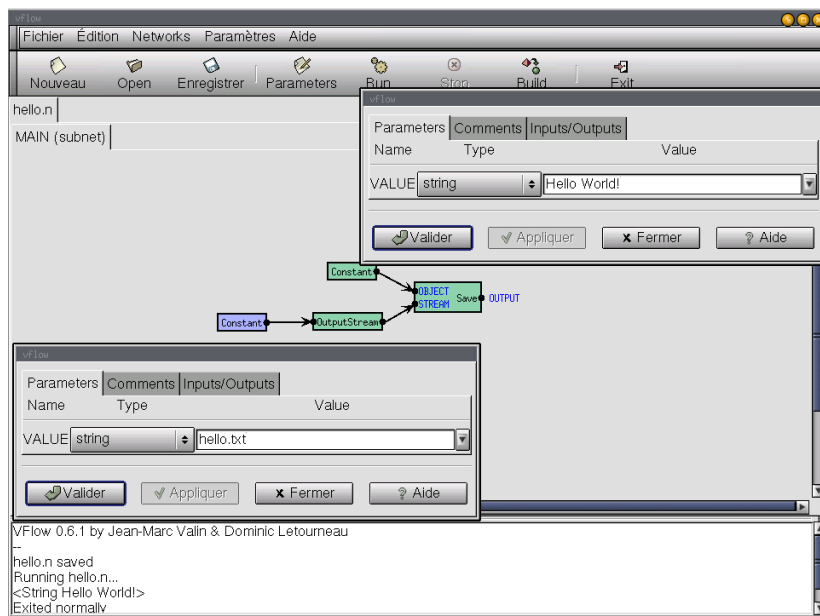 vflow
Fichier Édition Networks Paramètres Aide
Nouveau Open Enregistrer Parameters Run Stop Build Exit
hello.n
MAIN (subnet)
vflow
Parameters Comments Inputs/Outputs
Name Type Value
VALUE string Hello World!
Valider Appliquer Fermer Aide
Constant
OBJECT
STREAM Save OUTPUT
Constant OutputStream
vflow
Parameters Comments Inputs/Outputs
Name Type Value
VALUE string hello.txt
Valider Appliquer Fermer Aide
VFlow 0.6.1 by Jean-Marc Valin & Dominic Letourneau
--
hello.n saved
Running hello.n...
<String Hello World!>
Exited normally